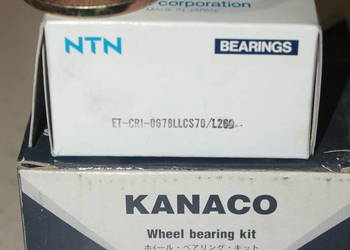 corporation
MADE IN JAPAN
NTN BEARINGS
ET-CR1-0678LLCS70/L260
KANACO
Wheel bearing kit
ホイール・ベアリング・キット